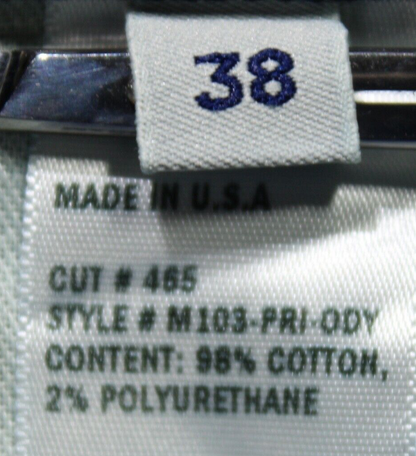 38
MADE IN U.S.A
CUT # 465
STYLE # M103-PRI-ODY
CONTENT: 98% COTTON,
2% POLYURETHANE